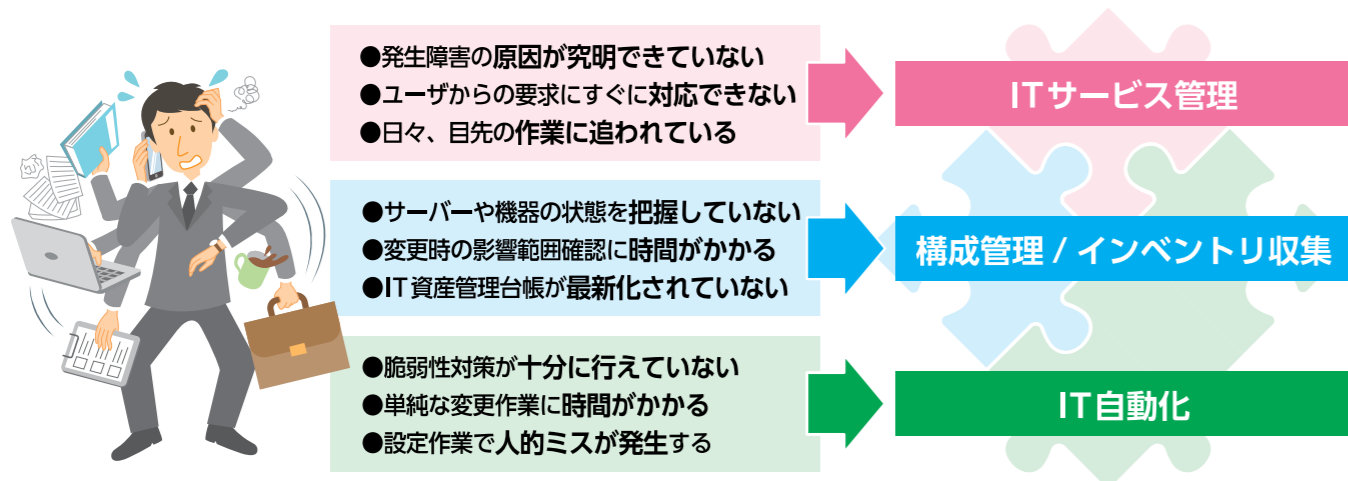 ●発生障害の原因が究明できていない
●ユーザからの要求にすぐに対応できない
●日々、目先の作業に追われている
ITサービス管理
●サーバーや機器の状態を把握していない
●変更時の影響範囲確認に時間がかかる
●IT資産管理台帳が最新化されていない
構成管理 / インベントリ収集
●脆弱性対策が十分に行えていない
●単純な変更作業に時間がかかる
●設定作業で人的ミスが発生する
IT自動化